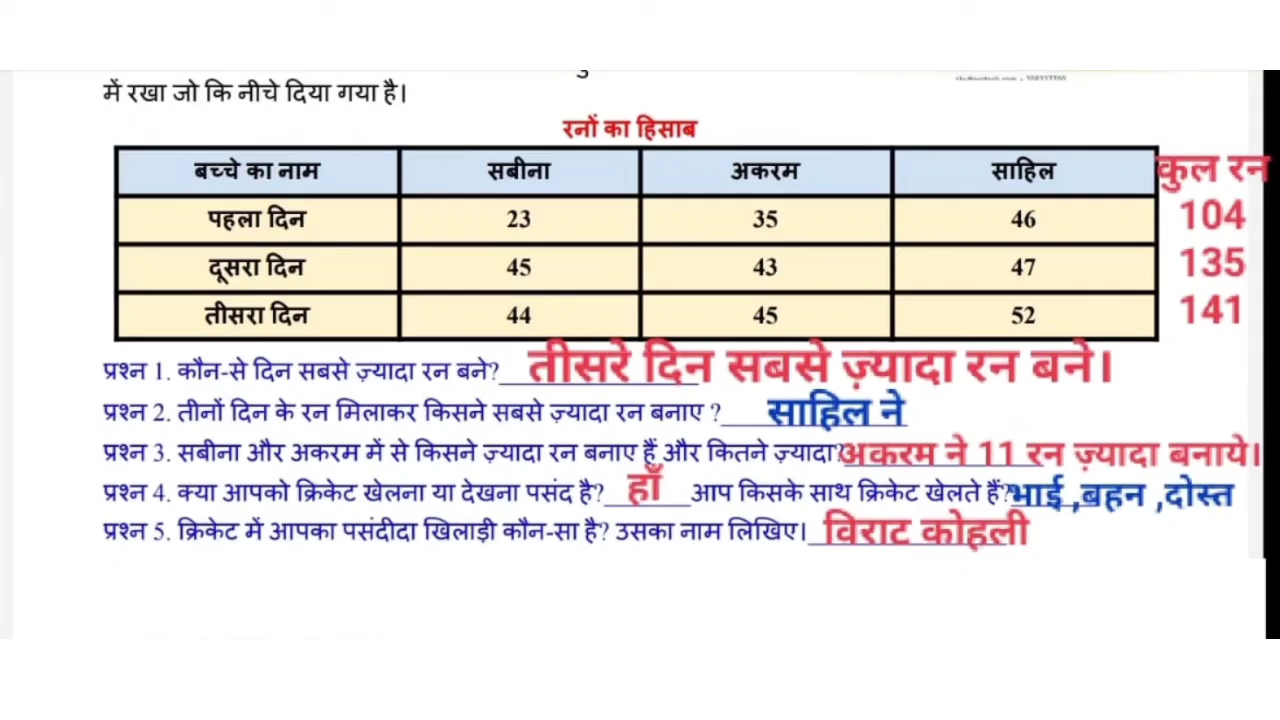 में रखा जो कि नीचे दिया गया है।
रनों का हिसाब
बच्चे का नाम सबीना अकरम साहिल कुल रन
पहला दिन 23 35 46 104
दूसरा दिन 45 43 47 135
तीसरा दिन 44 45 52 141
प्रश्न 1. कौन-से दिन सबसे ज़्यादा रन बने? तीसरे दिन सबसे ज़्यादा रन बने।
प्रश्न 2. तीनों दिन के रन मिलाकर किसने सबसे ज़्यादा रन बनाए ? साहिल ने
प्रश्न 3. सबीना और अकरम में से किसने ज़्यादा रन बनाए हैं और कितने ज़्यादा? अकरम ने 11 रन ज़्यादा बनाये।
प्रश्न 4. क्या आपको क्रिकेट खेलना या देखना पसंद है? हाँ आप किसके साथ क्रिकेट खेलते हैं? भाई ,बहन ,दोस्त
प्रश्न 5. क्रिकेट में आपका पसंदीदा खिलाड़ी कौन-सा है? उसका नाम लिखिए। विराट कोहली